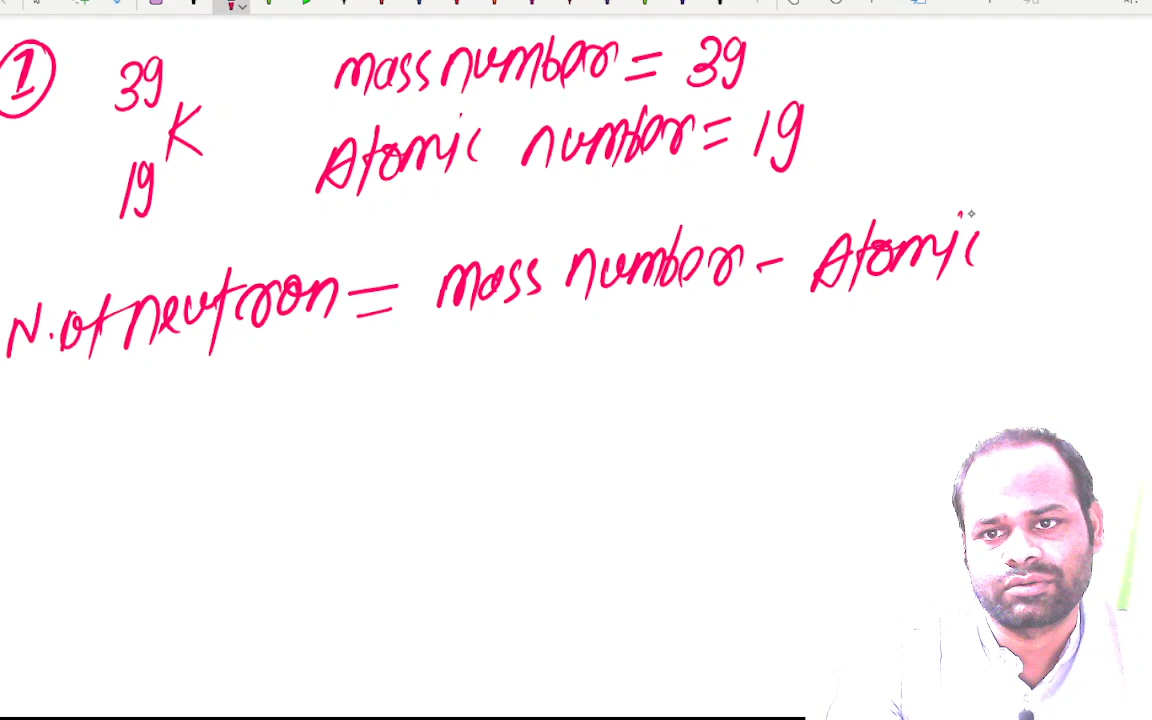 1
39
K
19
mass number = 39
Atomic number = 19
N. of neutron = mass number - Atomic